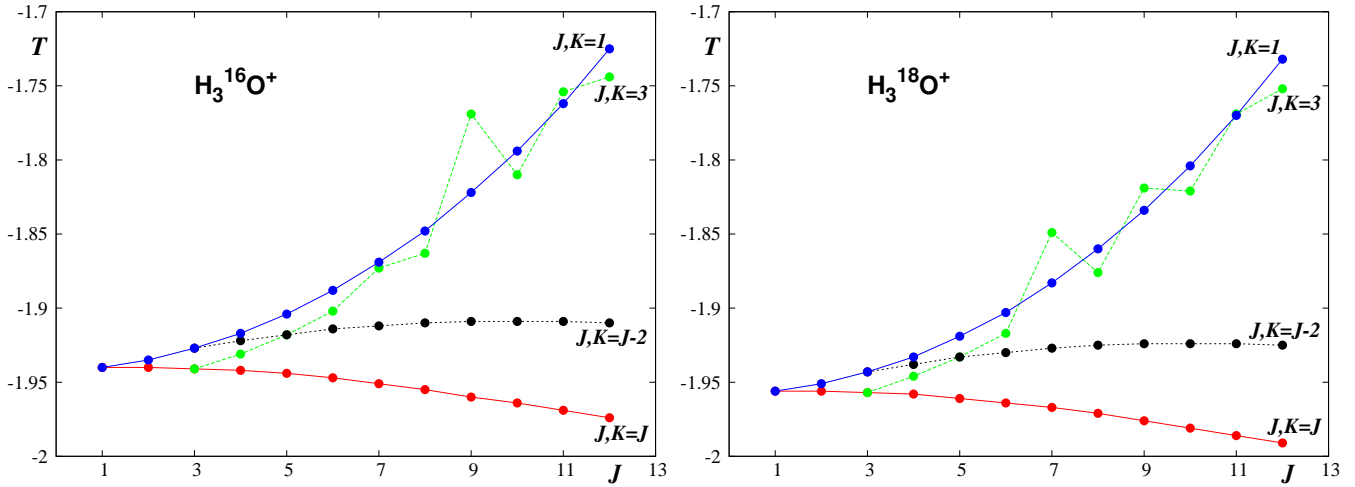 -1.7
T
-1.75
-1.8
-1.85
-1.9
-1.95
-2
H₃¹⁶O⁺
J,K=1
J,K=3
J,K=J-2
J,K=J
1 3 5 7 9 11 13
J
-1.7
T
-1.75
-1.8
-1.85
-1.9
-1.95
-2
H₃¹⁸O⁺
J,K=1
J,K=3
J,K=J-2
J,K=J
1 3 5 7 9 11 13
J